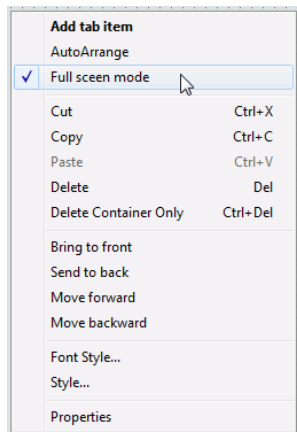 Add tab item
AutoArrange
Full sceen mode
Cut Ctrl+X
Copy Ctrl+C
Paste Ctrl+V
Delete Del
Delete Container Only Ctrl+Del
Bring to front
Send to back
Move forward
Move backward
Font Style...
Style...
Properties